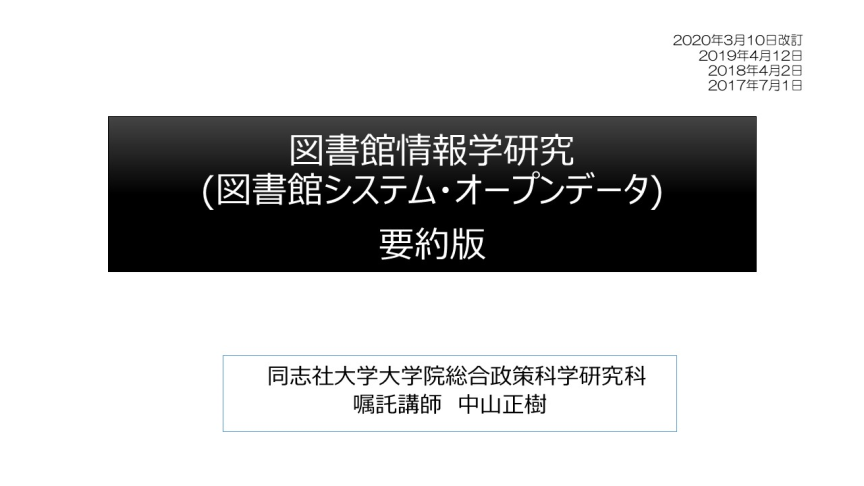 2020年3月10日改訂
2019年4月12日
2018年4月2日
2017年7月1日
図書館情報学研究
(図書館システム・オープンデータ)
要約版
同志社大学大学院総合政策科学研究科
嘱託講師 中山正樹